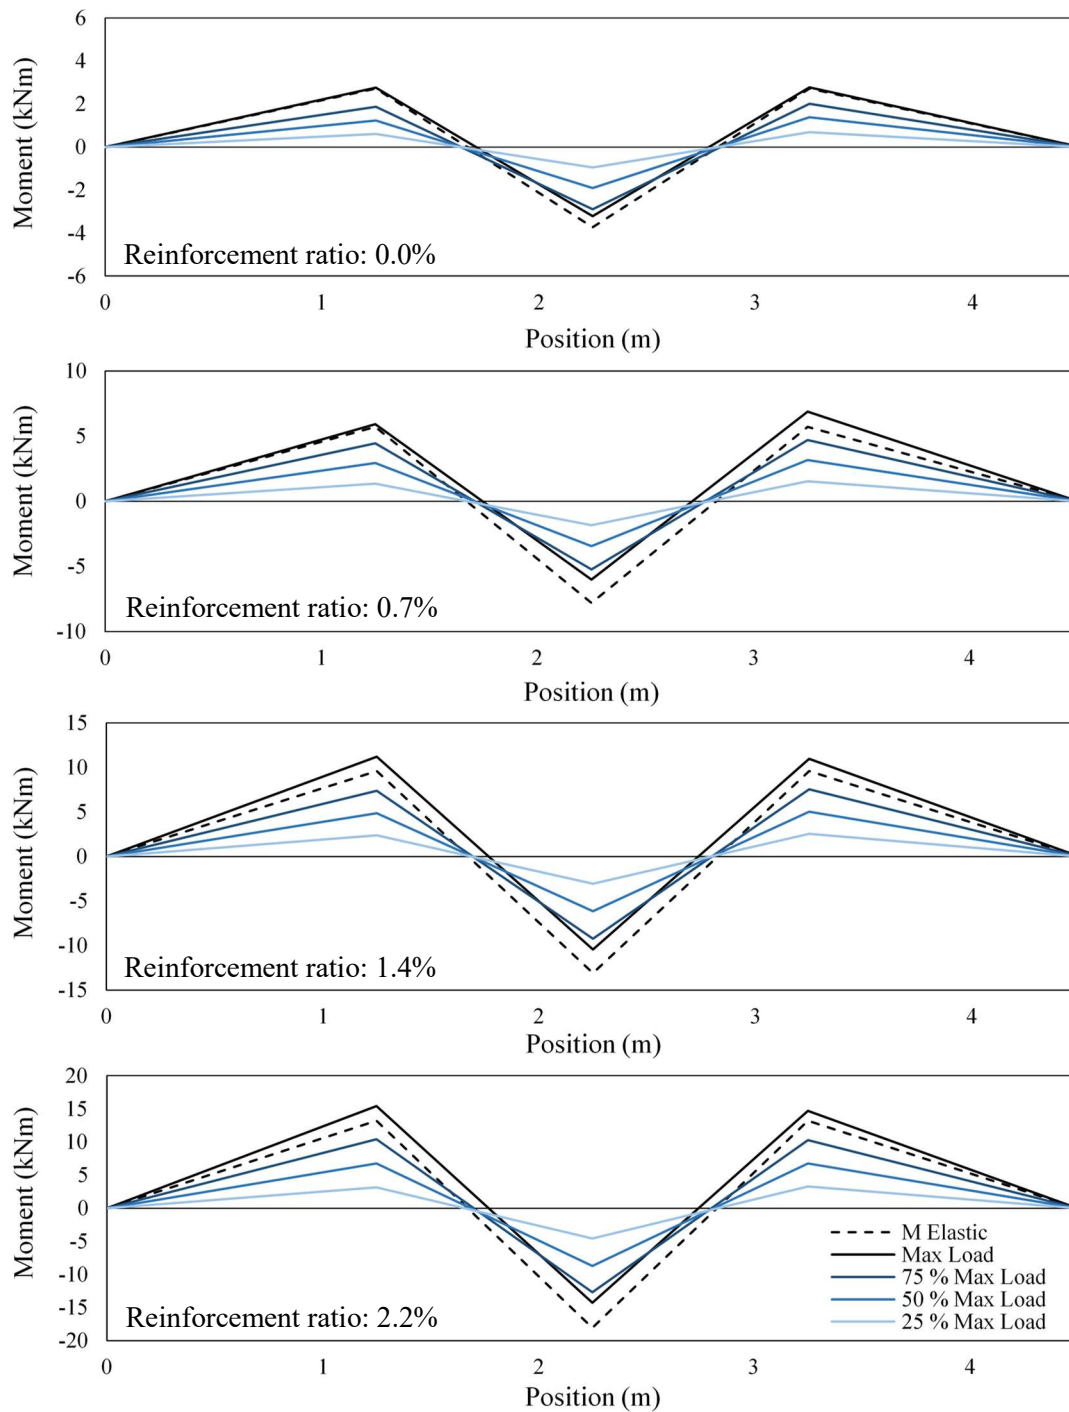 6
4
2
0
-2
-4
-6
Moment (kNm)
Reinforcement ratio: 0.0%
0 1 2 3 4
Position (m)
10
5
0
-5
-10
Moment (kNm)
Reinforcement ratio: 0.7%
0 1 2 3 4
Position (m)
15
10
5
0
-5
-10
-15
Moment (kNm)
Reinforcement ratio: 1.4%
0 1 2 3 4
Position (m)
20
15
10
5
0
-5
-10
-15
-20
Moment (kNm)
M Elastic
Max Load
75 % Max Load
50 % Max Load
25 % Max Load
Reinforcement ratio: 2.2%
0 1 2 3 4
Position (m)